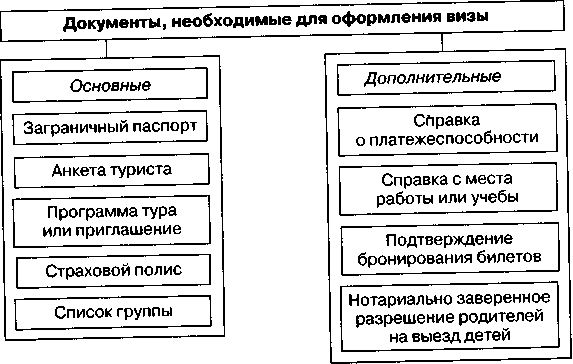 Документы, необходимые для оформления визы
Основные
Заграничный паспорт
Анкета туриста
Программа тура
или приглашение
Страховой полис
Список группы
Дополнительные
Справка
о платежеспособности
Справка с места
работы или учебы
Подтверждение
бронирования билетов
Нотариально заверенное
разрешение родителей
на выезд детей